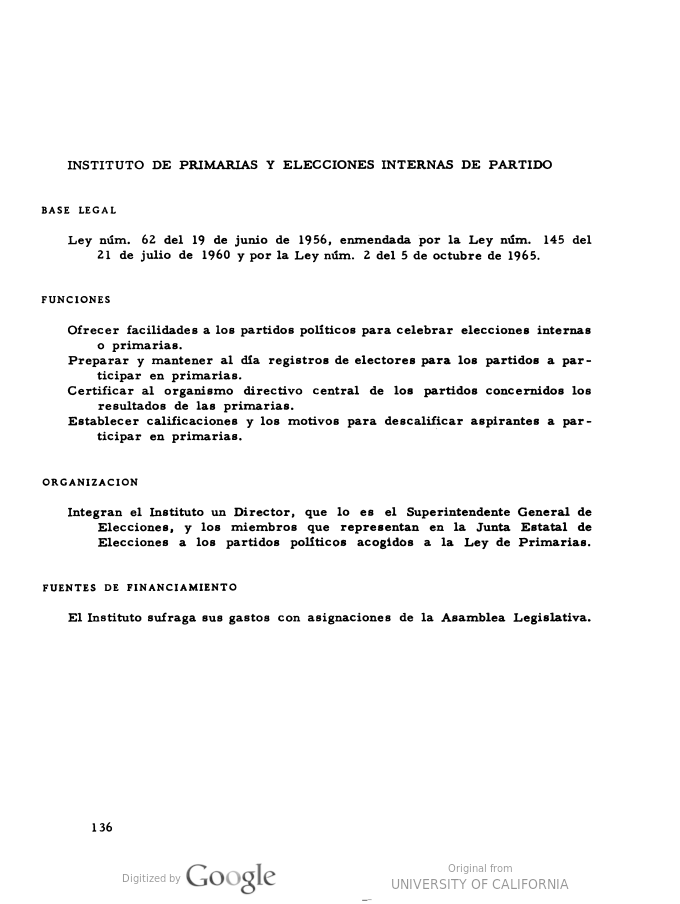 INSTITUTO DE PRIMARIAS Y ELECCIONES INTERNAS DE PARTIDO
BASE LEGAL
Ley núm. 62 del 19 de junio de 1956, enmendada por la Ley núm. 145 del
21 de julio de 1960 y por la Ley núm. 2 del 5 de octubre de 1965.
FUNCIONES
Ofrecer facilidades a los partidos políticos para celebrar elecciones internas
o primarias.
Preparar y mantener al día registros de electores para los partidos a par-
ticipar en primarias.
Certificar al organismo directivo central de los partidos concernidos los
resultados de las primarias.
Establecer calificaciones y los motivos para descalificar aspirantes a par-
ticipar en primarias.
ORGANIZACION
Integran el Instituto un Director, que lo es el Superintendente General de
Elecciones, y los miembros que representan en la Junta Estatal de
Elecciones a los partidos políticos acogidos a la Ley de Primarias.
FUENTES DE FINANCIAMIENTO
El Instituto sufraga sus gastos con asignaciones de la Asamblea Legislativa.
136
Digitized by Google
Original from
UNIVERSITY OF CALIFORNIA